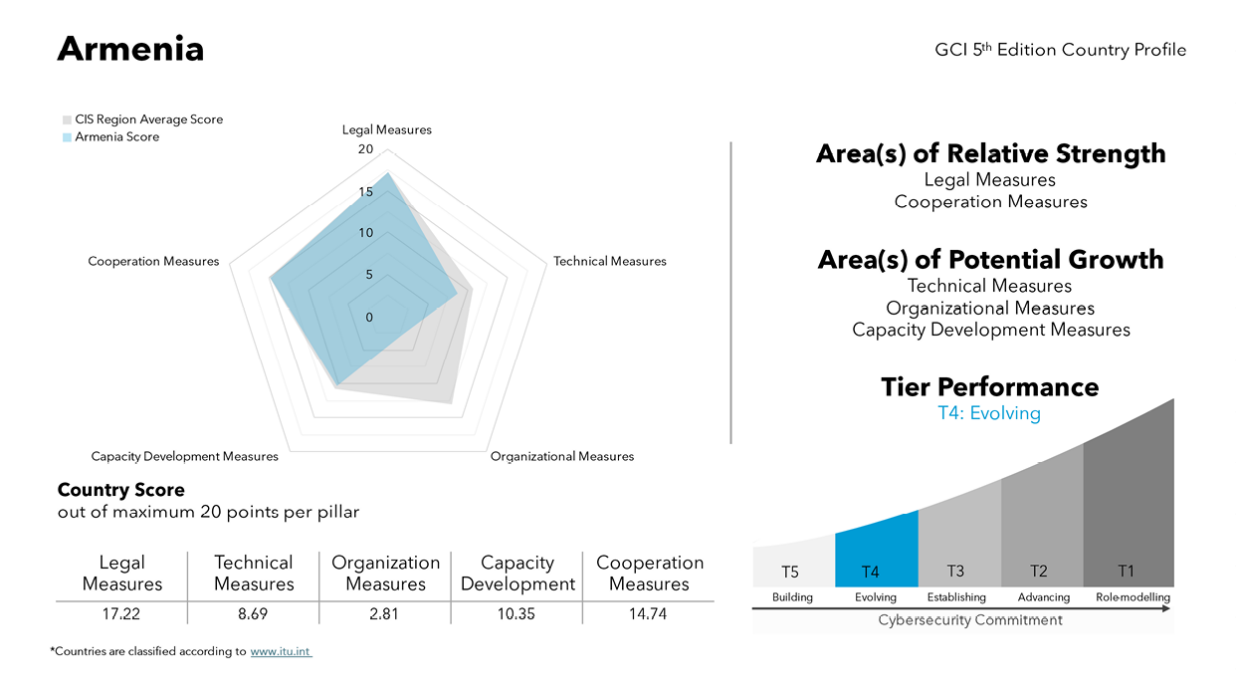 Armenia
GCI 5th Edition Country Profile
CIS Region Average Score
Armenia Score
Legal Measures
20
15
10
5
0
Cooperation Measures
Technical Measures
Capacity Development Measures
Organizational Measures
Area(s) of Relative Strength
Legal Measures
Cooperation Measures
Area(s) of Potential Growth
Technical Measures
Organizational Measures
Capacity Development Measures
Tier Performance
T4: Evolving
T5 T4 T3 T2 T1
Building Evolving Establishing Advancing Role-modelling
Cybersecurity Commitment
Country Score
out of maximum 20 points per pillar
Legal Technical Organization Capacity Cooperation
Measures Measures Measures Development Measures
17.22 8.69 2.81 10.35 14.74
*Countries are classified according to www.itu.int